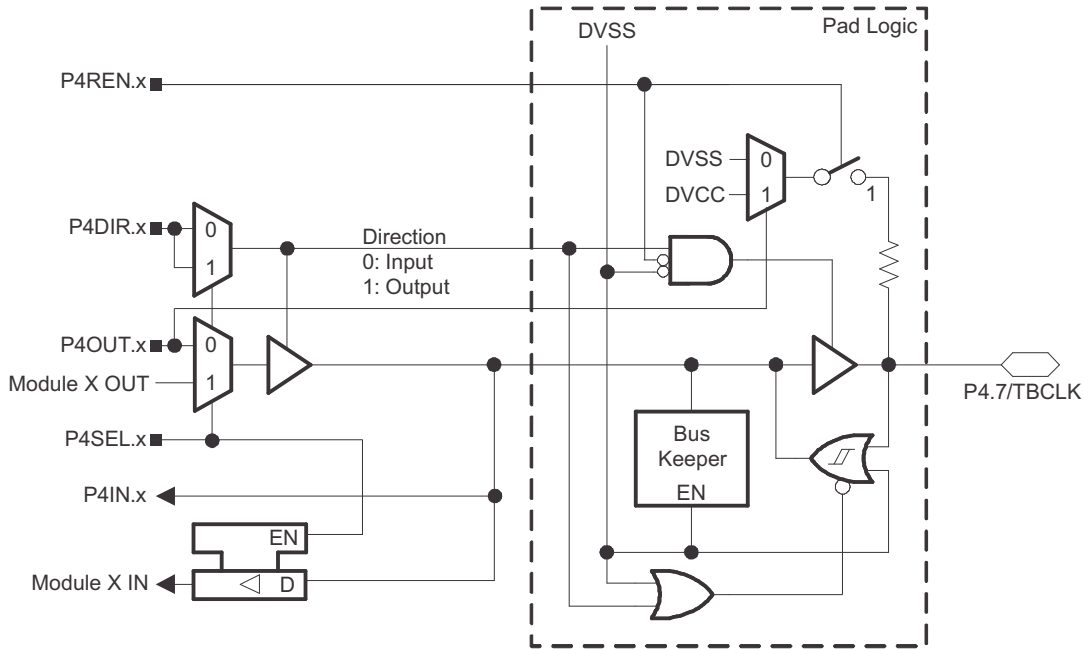 DVSS
Pad Logic
P4REN.x
DVSS
0
DVCC
1
1
P4DIR.x
0
1
Direction
0: Input
1: Output
P4OUT.x
0
Module X OUT
1
P4.7/TBCLK
P4SEL.x
Bus
Keeper
EN
P4IN.x
EN
Module X IN
D